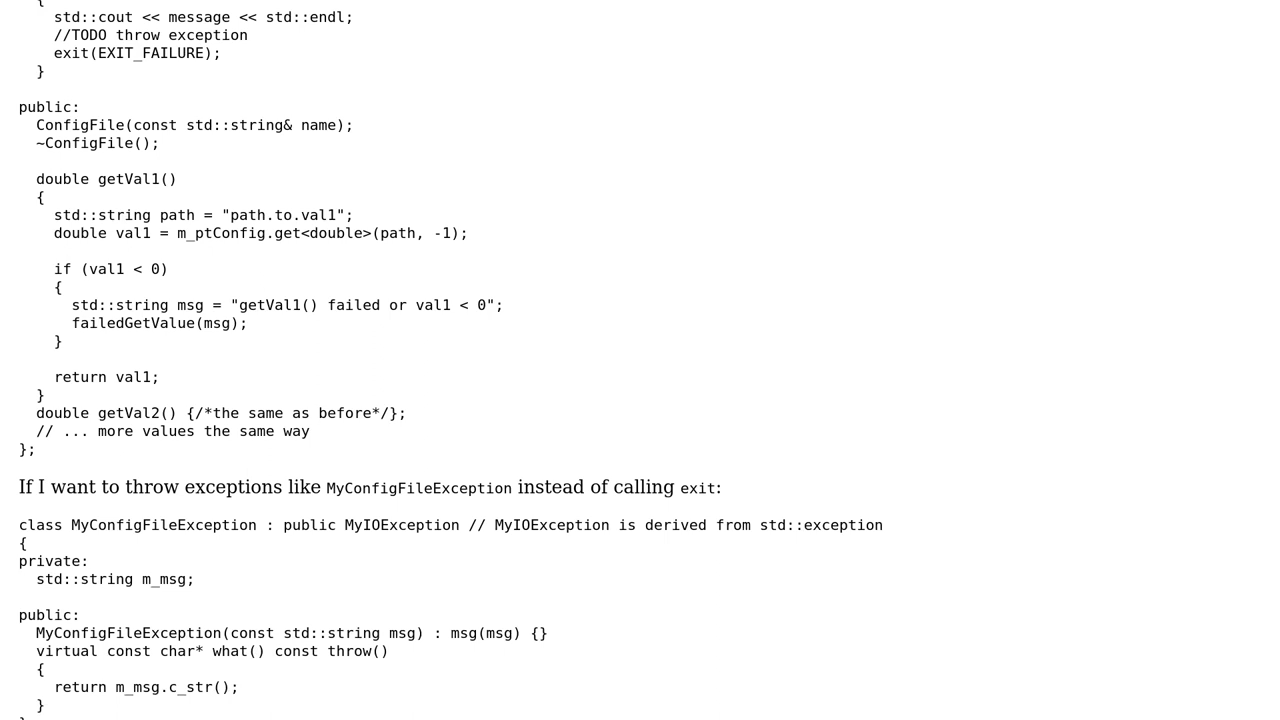 {
    std::cout << message << std::endl;
    //TODO throw exception
    exit(EXIT_FAILURE);
  }

public:
  ConfigFile(const std::string& name);
  ~ConfigFile();

  double getVal1()
  {
    std::string path = "path.to.val1";
    double val1 = m_ptConfig.get<double>(path, -1);

    if (val1 < 0)
    {
      std::string msg = "getVal1() failed or val1 < 0";
      failedGetValue(msg);
    }

    return val1;
  }
  double getVal2() {/*the same as before*/};
  // ... more values the same way
};

If I want to throw exceptions like MyConfigFileException instead of calling exit:

class MyConfigFileException : public MyIOException // MyIOException is derived from std::exception
{
private:
  std::string m_msg;

public:
  MyConfigFileException(const std::string msg) : msg(msg) {}
  virtual const char* what() const throw()
  {
    return m_msg.c_str();
  }